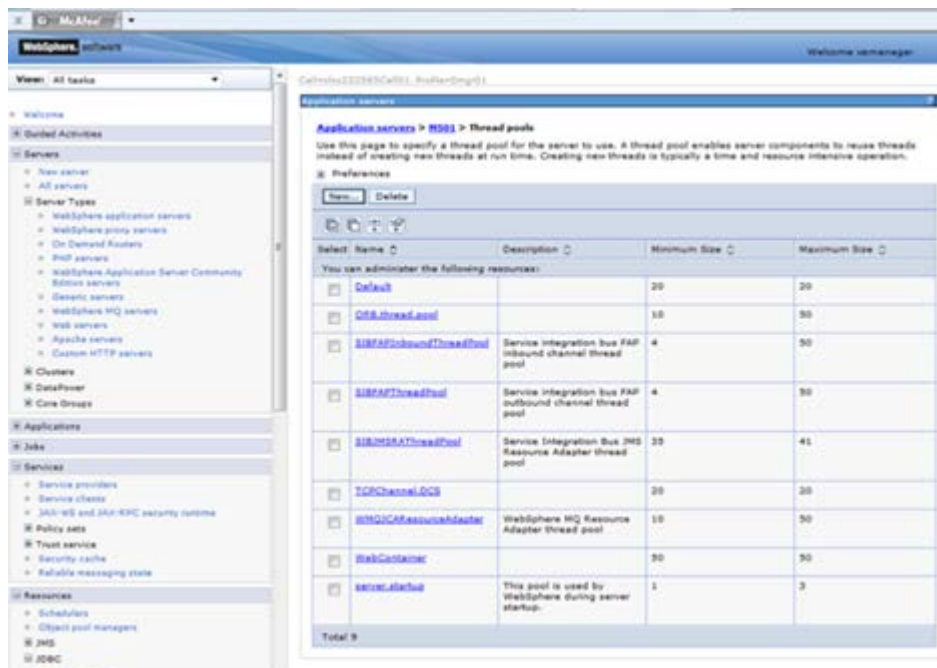 McAfee
WebSphere. software
Welcome
View: All tasks
Welcome
Guided Activities
Servers
New server
All servers
Server Types
WebSphere application servers
WebSphere proxy servers
On Demand Routers
PHP servers
WebSphere Application Server Community
Edition servers
Generic servers
WebSphere MQ servers
Web servers
Apache servers
Custom HTTP servers
Clusters
DataPower
Core Groups
Applications
Jobs
Services
Service providers
Service clients
JAX-WS and JAX-RPC security runtime
Policy sets
Trust service
Security cache
Reliable messaging state
Resources
Schedulers
Object pool managers
JMS
JDBC
Application servers ?
Application servers > MS01 > Thread pools
Use this page to specify a thread pool for the server to use. A thread pool enables server components to reuse threads
instead of creating new threads at run time. Creating new threads is typically a time and resource intensive operation.
Preferences
New... Delete
Select Name Description Minimum Size Maximum Size
You can administer the following resources:
Default 20 20
ORB.thread.pool 10 50
SIBFAPInboundThreadPool Service integration bus FAP 4 50
inbound channel thread
pool
SIBFAPThreadPool Service integration bus FAP 4 50
outbound channel thread
pool
SIBJMSRAThreadPool Service Integration Bus JMS 35 41
Resource Adapter thread
pool
TCPChannel.DCS 20 20
WMQJCAResourceAdapter WebSphere MQ Resource 10 50
Adapter thread pool
WebContainer 50 50
server.startup This pool is used by 1 3
WebSphere during server
startup.
Total 9